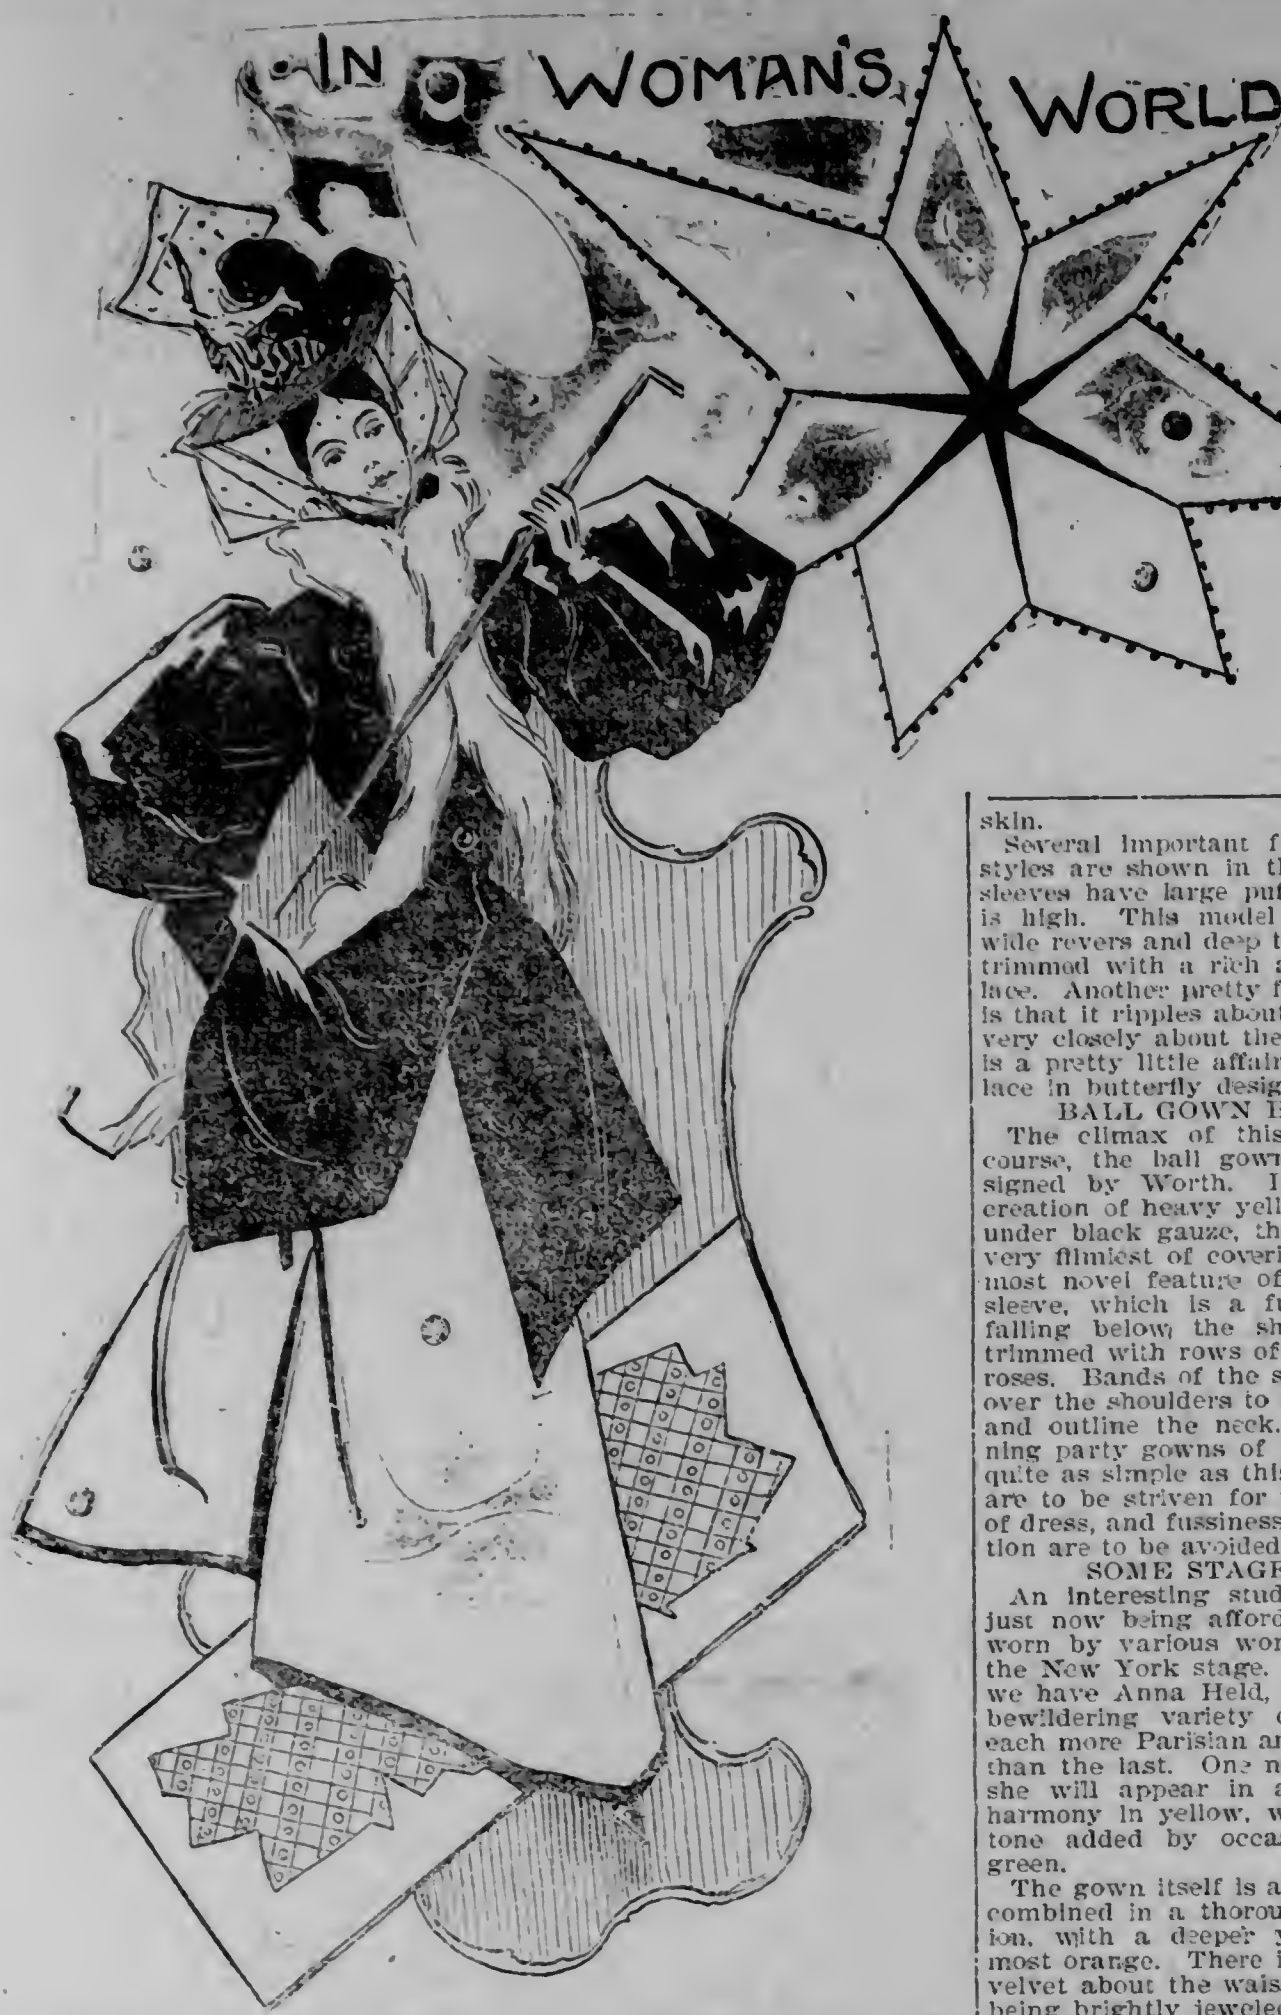 IN WOMAN'S WORLD
skin.
Several important f
styles are shown in th
sleeves have large puf
is high. This model
wide revers and deep t
trimmed with a rich a
lace. Another pretty f
is that it ripples about
very closely about the
is a pretty little affair
lace in butterfly desig
BALL GOWN
The climax of this
course, the ball gown
signed by Worth. I
creation of heavy yell
under black gauze, th
very filmiest of coveri
most novel feature of
sleeve, which is a fu
falling below the sh
trimmed with rows of
roses. Bands of the s
over the shoulders to
and outline the neck.
ning party gowns of
quite as simple as this
are to be striven for
of dress, and fussiness
tion are to be avoided
SOME STAGE
An interesting stud
just now being afford
worn by various wor
the New York stage.
we have Anna Held,
bewildering variety
each more Parisian an
than the last. One n
she will appear in a
harmony in yellow, w
tone added by occa
green.
The gown itself is a
combined in a thorou
ion, with a deeper y
most orange. There i
velvet about the wais
being brightly jewele